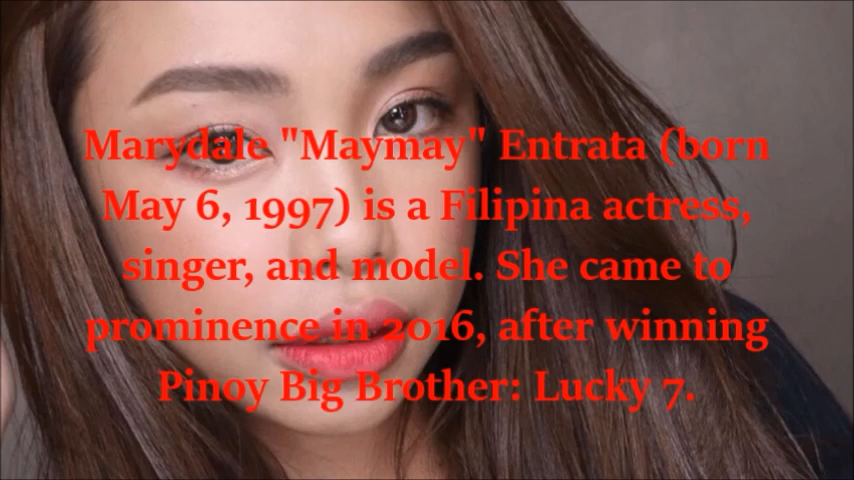 Marydale "Maymay" Entrata (born
May 6, 1997) is a Filipina actress,
singer, and model. She came to
prominence in 2016, after winning
Pinoy Big Brother: Lucky 7.